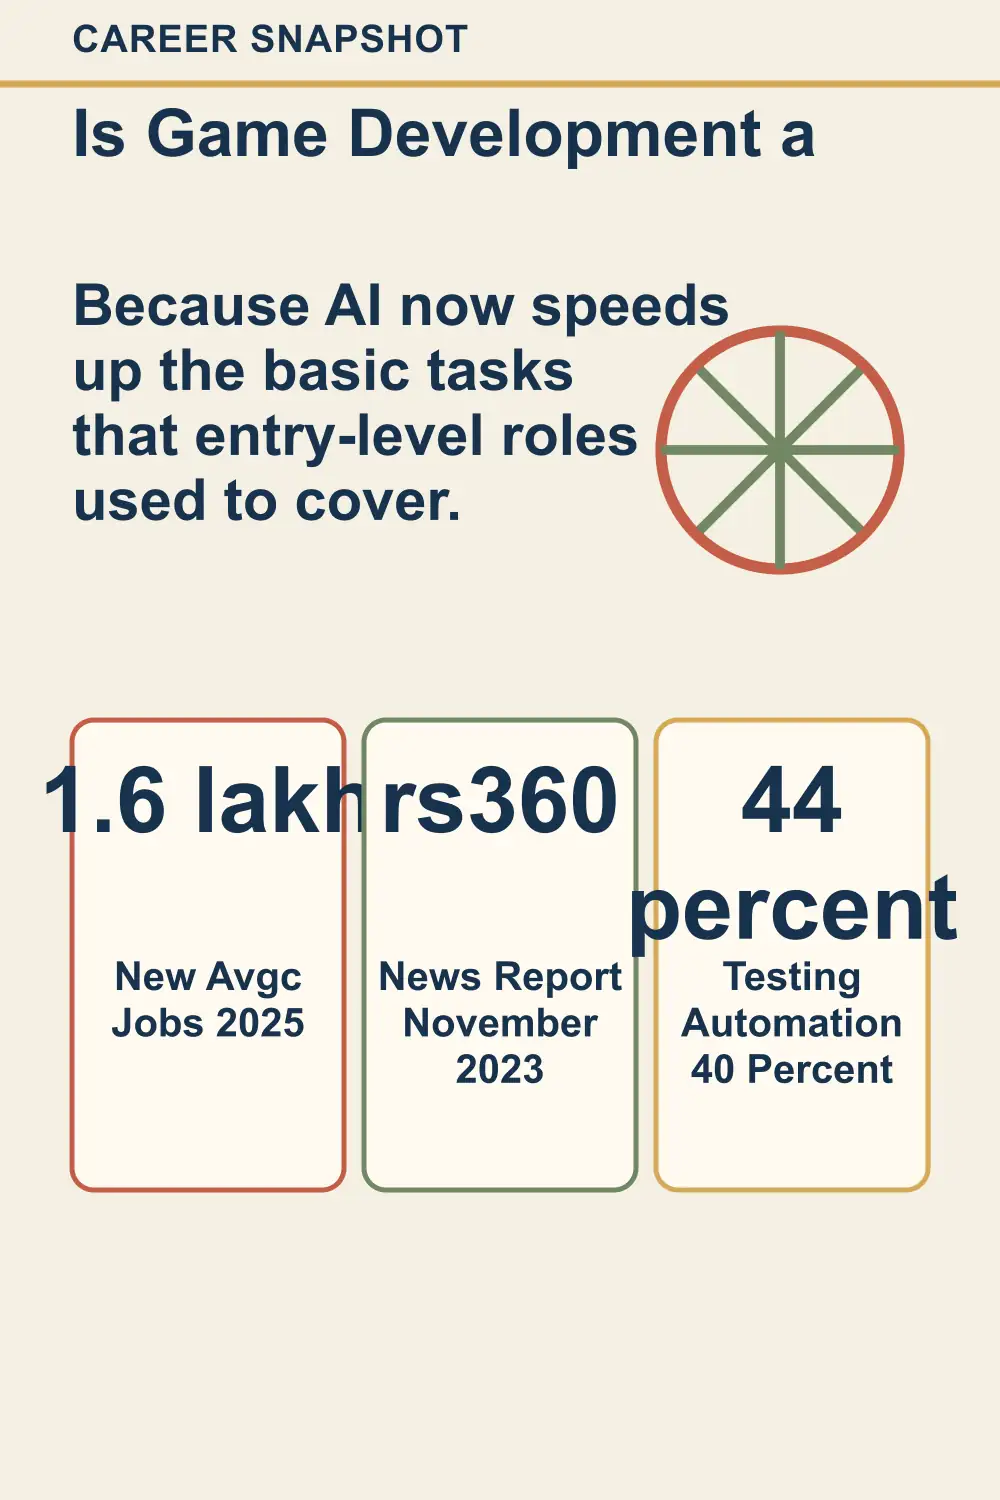 CAREER SNAPSHOT
Is Game Development a
Because AI now speeds
up the basic tasks
that entry-level roles
used to cover.
1.6 lakh
New Avgc
Jobs 2025
rs360
News Report
November
2023
44
percent
Testing
Automation
40 Percent